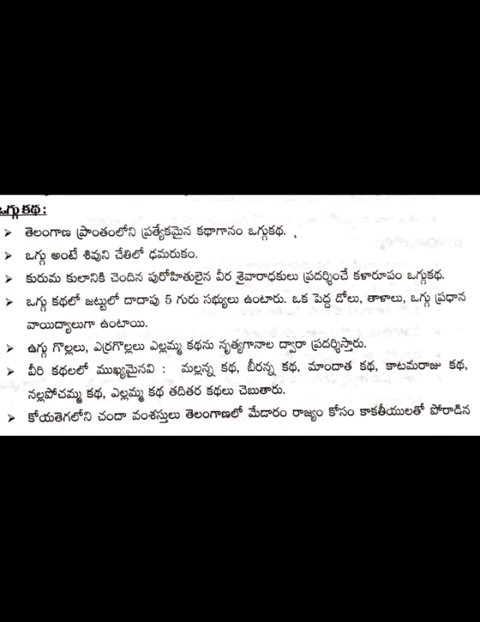 ఒగ్గుకథ :
➤ తెలంగాణ ప్రాంతంలోని ప్రత్యేకమైన కథాగానం ఒగ్గుకథ.
➤ ఒగ్గు అంటే శివుని చేతిలో ఢమరుకం.
➤ కురుమ కులానికి చెందిన పురోహితులైన వీర శైవారాధకులు ప్రదర్శించే కళారూపం ఒగ్గుకథ.
➤ ఒగ్గు కథలో జట్టులో దాదాపు 5 గురు సభ్యులు ఉంటారు. ఒక పెద్ద డోలు, తాళాలు, ఒగ్గు ప్రధాన
వాయిద్యాలుగా ఉంటాయి.
➤ ఉగ్గు గొల్లలు, ఎర్రగొల్లలు ఎల్లమ్మ కథను నృత్యగానాల ద్వారా ప్రదర్శిస్తారు.
➤ వీరి కథలలో ముఖ్యమైనవి : మల్లన్న కథ, బీరన్న కథ, మాందాత కథ, కాటమరాజు కథ,
నల్లపోచమ్మ కథ, ఎల్లమ్మ కథ తదితర కథలు చెబుతారు.
➤ కోయతెగలోని చందా వంశస్తులు తెలంగాణలో మేడారం రాజ్యం కోసం కాకతీయులతో పోరాడిన